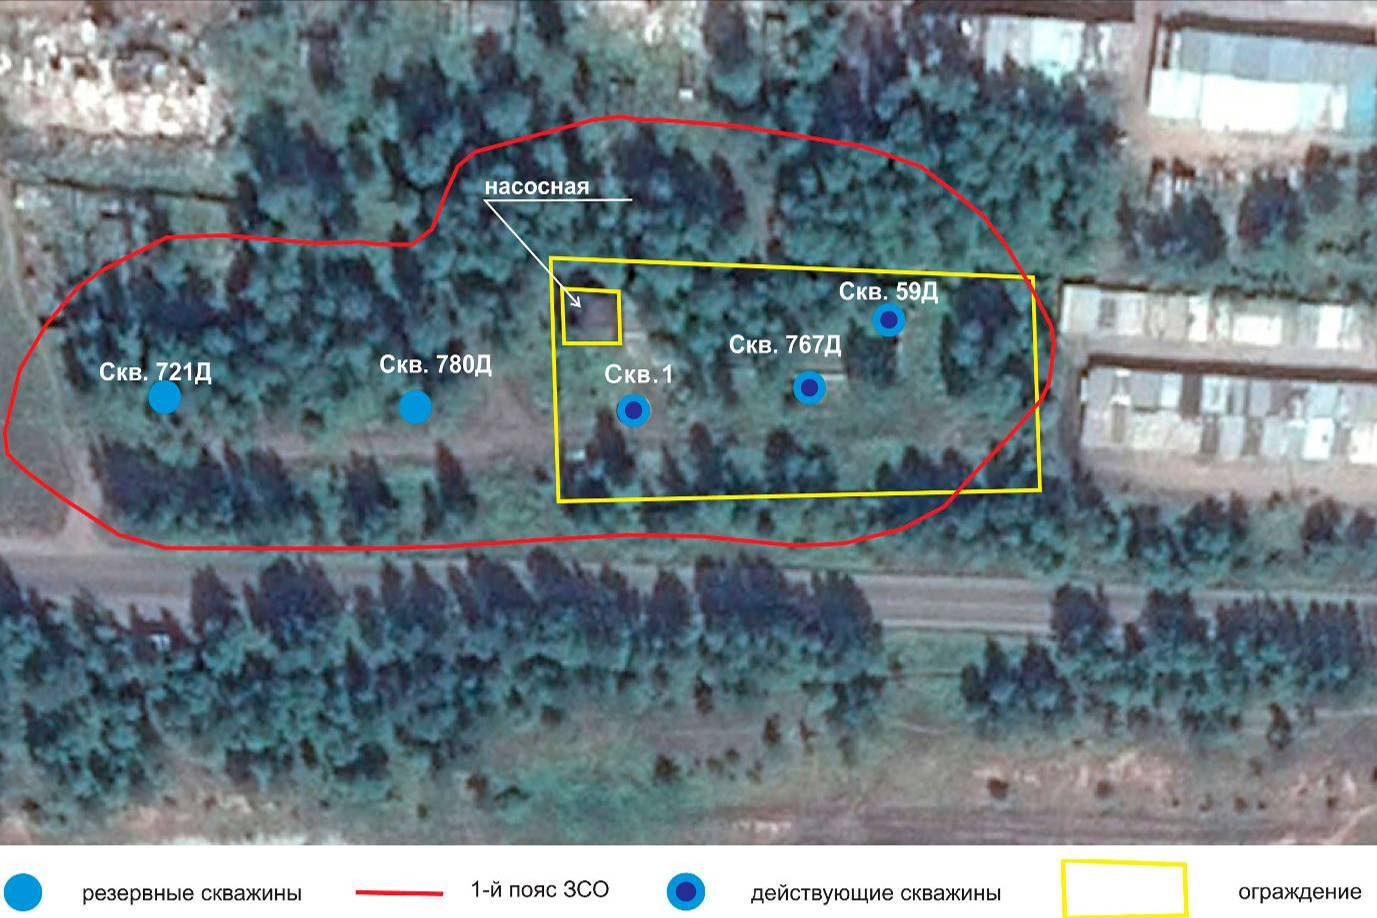 насосная
Скв. 59Д
Скв. 767Д
Скв. 721Д
Скв. 780Д
Скв.1
резервные скважины
1-й пояс ЗСО
действующие скважины
ограждение